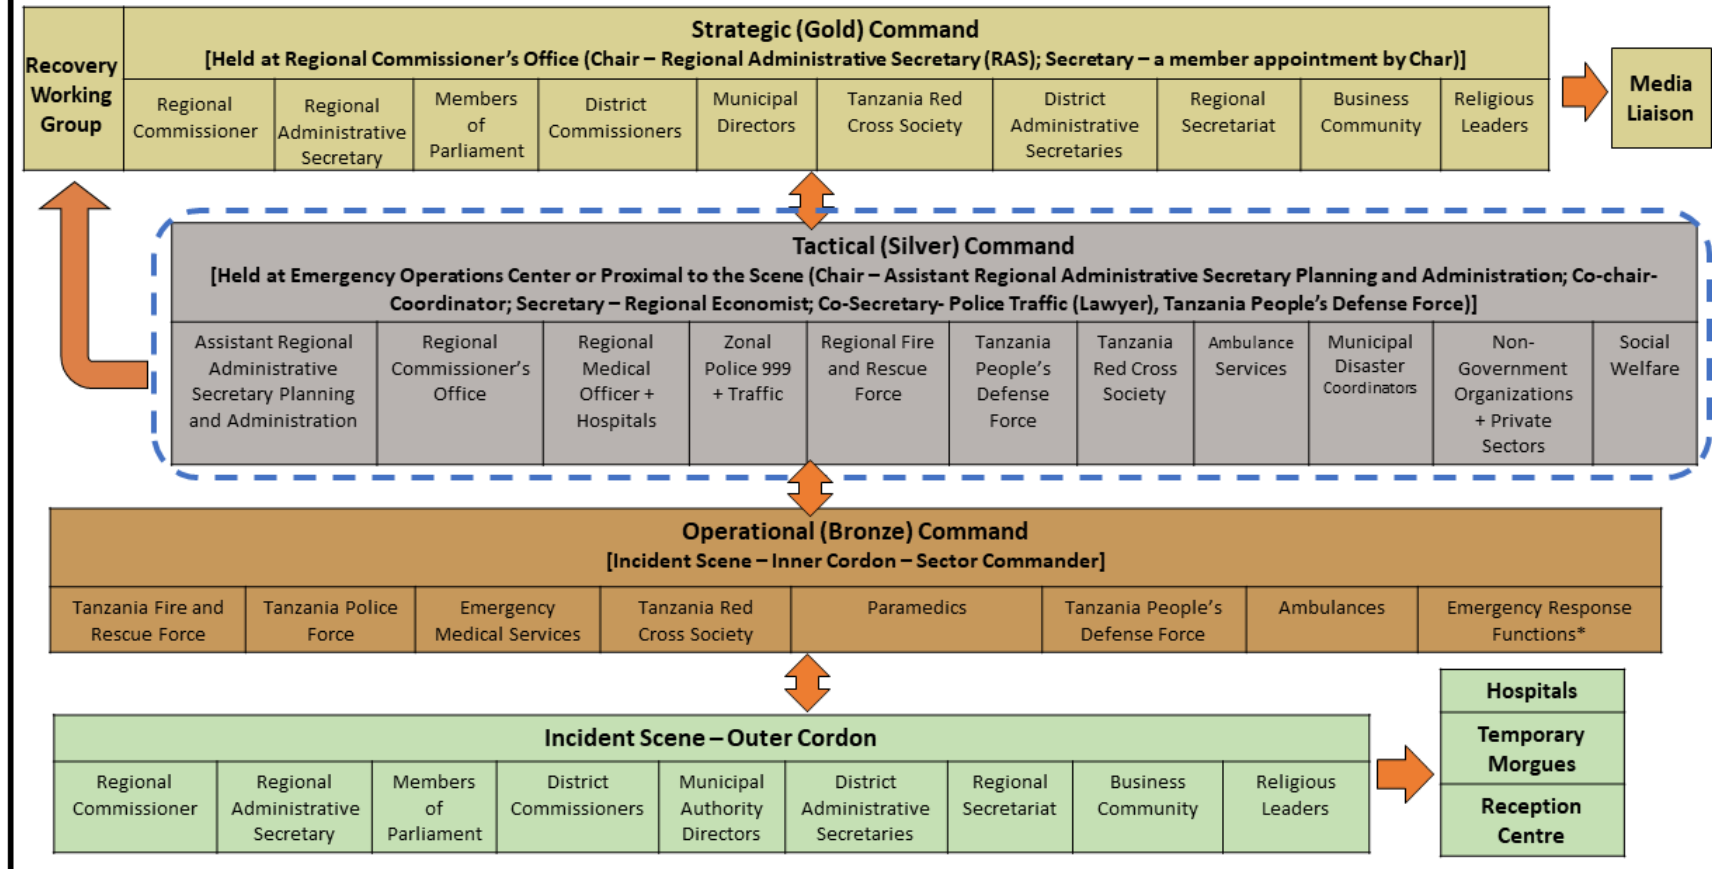 Strategic (Gold) Command
[Held at Regional Commissioner's Office (Chair – Regional Administrative Secretary (RAS); Secretary – a member appointment by Char)]
Recovery
Working
Group
Regional
Commissioner
Regional
Administrative
Secretary
Members
of
Parliament
District
Commissioners
Municipal
Directors
Tanzania Red
Cross Society
District
Administrative
Secretaries
Regional
Secretariat
Business
Community
Religious
Leaders
Media
Liaison
Tactical (Silver) Command
[Held at Emergency Operations Center or Proximal to the Scene (Chair – Assistant Regional Administrative Secretary Planning and Administration; Co-chair-
Coordinator; Secretary – Regional Economist; Co-Secretary- Police Traffic (Lawyer), Tanzania People's Defense Force)]
Assistant Regional
Administrative
Secretary Planning
and Administration
Regional
Commissioner's
Office
Regional
Medical
Officer +
Hospitals
Zonal
Police 999
+ Traffic
Regional Fire
and Rescue
Force
Tanzania
People's
Defense
Force
Tanzania
Red Cross
Society
Ambulance
Services
Municipal
Disaster
Coordinators
Non-
Government
Organizations
+ Private
Sectors
Social
Welfare
Operational (Bronze) Command
[Incident Scene – Inner Cordon – Sector Commander]
Tanzania Fire and
Rescue Force
Tanzania Police
Force
Emergency
Medical Services
Tanzania Red
Cross Society
Paramedics
Tanzania People's
Defense Force
Ambulances
Emergency Response
Functions*
Incident Scene – Outer Cordon
Regional
Commissioner
Regional
Administrative
Secretary
Members
of
Parliament
District
Commissioners
Municipal
Authority
Directors
District
Administrative
Secretaries
Regional
Secretariat
Business
Community
Religious
Leaders
Hospitals
Temporary
Morgues
Reception
Centre